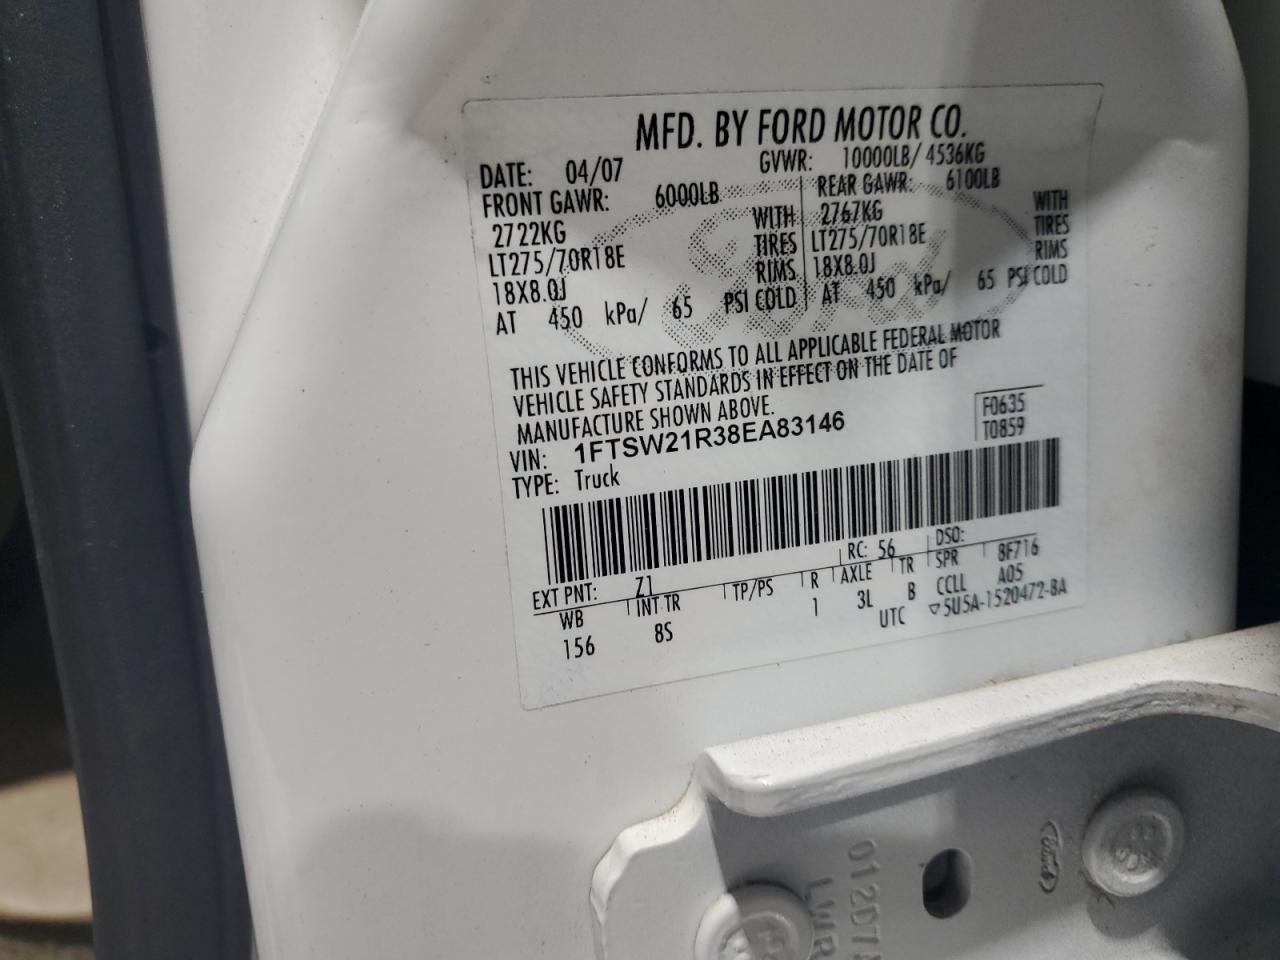 MFD. BY FORD MOTOR CO.
DATE: 04/07 GVWR: 10000LB/ 4536KG
FRONT GAWR: 6000LB REAR GAWR: 6100LB
2722KG WITH 2767KG WITH
LT275/70R18E TIRES LT275/70R18E TIRES
18X8.0J RIMS 18X8.0J RIMS
AT 450 kPa/ 65 PSI COLD AT 450 kPa/ 65 PSI COLD
THIS VEHICLE CONFORMS TO ALL APPLICABLE FEDERAL MOTOR
VEHICLE SAFETY STANDARDS IN EFFECT ON THE DATE OF
MANUFACTURE SHOWN ABOVE.
VIN: 1FTSW21R38EA83146
F0635
TYPE: Truck
T0859
EXT PNT: Z1 RC: 56 DSO:
WB INT TR TP/PS R AXLE TR SPR 8F716
156 8S 1 3L B CCLL A05
UTC ▽5U5A-1520472-BA
Ford
012D7
LWR